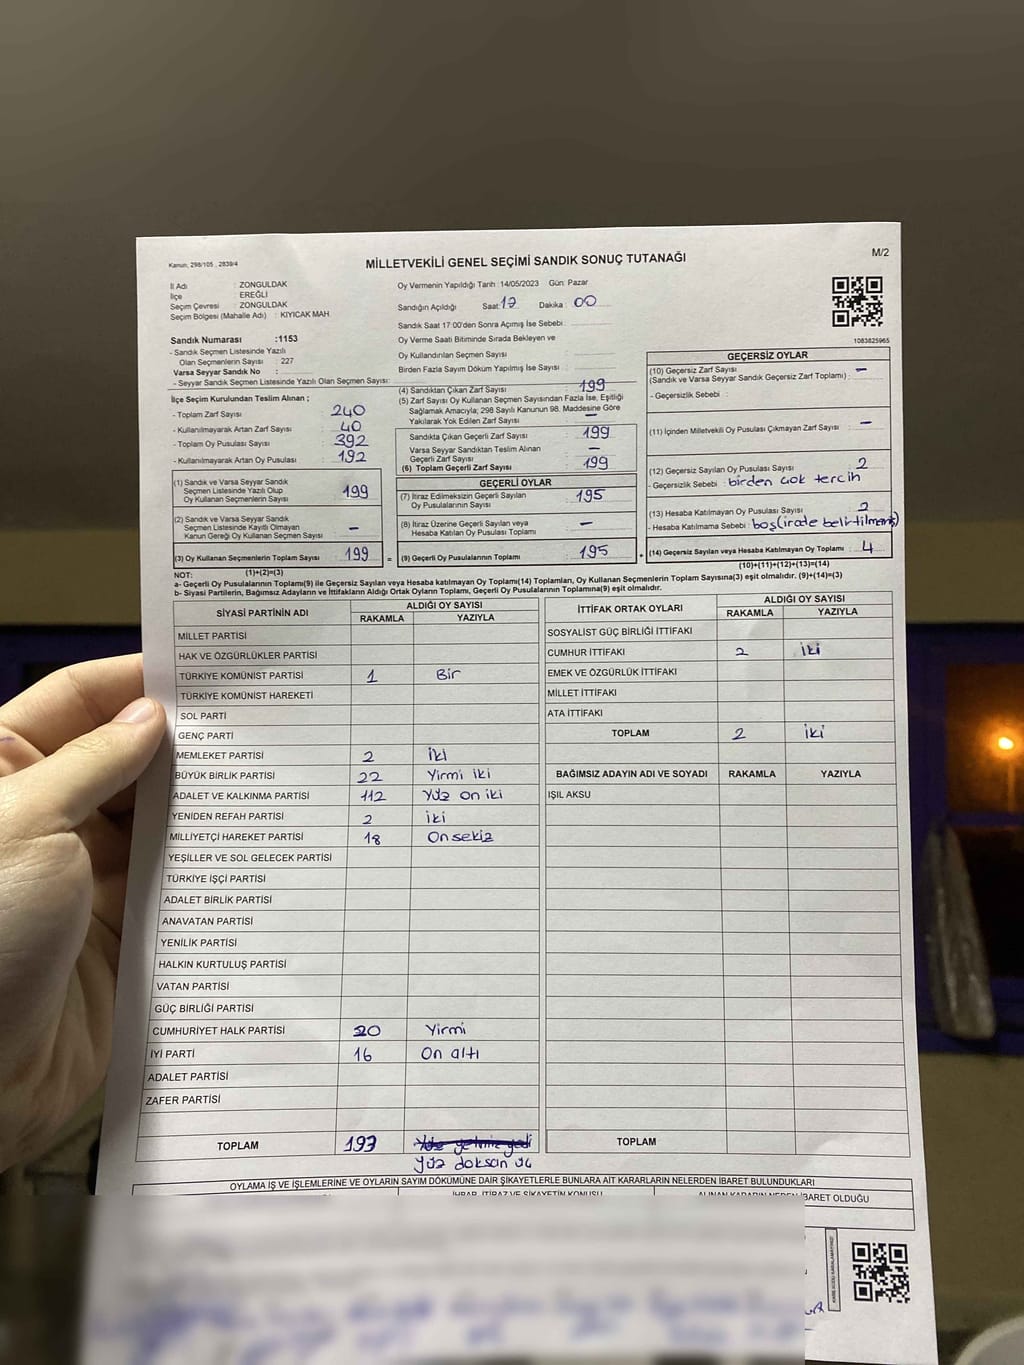 Kanun, 298/105 , 2839/4
MİLLETVEKİLİ GENEL SEÇİMİ SANDIK SONUÇ TUTANAĞI
M/2
İl Adı : ZONGULDAK
İlçe : EREĞLİ
Seçim Çevresi : ZONGULDAK
Seçim Bölgesi (Mahalle Adı) : KIYICAK MAH.
Oy Vermenin Yapıldığı Tarih : 14/05/2023 Gün: Pazar
Sandığın Açıldığı Saat: 17 Dakika : 00
Sandık Saat 17:00'den Sonra Açımış İse Sebebi :
Oy Verme Saati Bitiminde Sırada Bekleyen ve
Oy Kullandırılan Seçmen Sayısı
Birden Fazla Sayım Döküm Yapılmış İse Sayısı :
1083825965
Sandık Numarası :1153
- Sandık Seçmen Listesinde Yazılı
Olan Seçmenlerin Sayısı : 227
Varsa Seyyar Sandık No :
- Seyyar Sandık Seçmen Listesinde Yazılı Olan Seçmen Sayısı:
İlçe Seçim Kurulundan Teslim Alınan ;
- Toplam Zarf Sayısı : 240
- Kullanılmayarak Artan Zarf Sayısı : 40
- Toplam Oy Pusulası Sayısı : 392
- Kullanılmayarak Artan Oy Pusulası : 192
(4) Sandıktan Çıkan Zarf Sayısı : 199
(5) Zarf Sayısı Oy Kullanan Seçmen Sayısından Fazla İse, Eşitliği
Sağlamak Amacıyla; 298 Sayılı Kanunun 98. Maddesine Göre
Yakılarak Yok Edilen Zarf Sayısı : —
Sandıkta Çıkan Geçerli Zarf Sayısı : 199
Varsa Seyyar Sandıktan Teslim Alınan
Geçerli Zarf Sayısı : —
(6) Toplam Geçerli Zarf Sayısı : 199
GEÇERSİZ OYLAR
(10) Geçersiz Zarf Sayısı
(Sandık ve Varsa Seyyar Sandık Geçersiz Zarf Toplamı) : —
- Geçersizlik Sebebi :
(11) İçinden Milletvekili Oy Pusulası Çıkmayan Zarf Sayısı : —
(12) Geçersiz Sayılan Oy Pusulası Sayısı : 2
- Geçersizlik Sebebi : birden çok tercih
(13) Hesaba Katılmayan Oy Pusulası Sayısı : 2
- Hesaba Katılmama Sebebi : boş(irade belirtilmemiş)
(14) Geçersiz Sayılan veya Hesaba Katılmayan Oy Toplamı : 4
(10)+(11)+(12)+(13)=(14)
(1) Sandık ve Varsa Seyyar Sandık
Seçmen Listesinde Yazılı Olup
Oy Kullanan Seçmenlerin Sayısı : 199
(2) Sandık ve Varsa Seyyar Sandık
Seçmen Listesinde Kayıtlı Olmayan
Kanun Gereği Oy Kullanan Seçmen Sayısı : —
(3) Oy Kullanan Seçmenlerin Toplam Sayısı : 199 =
(1)+(2)=(3)
GEÇERLİ OYLAR
(7) İtiraz Edilmeksizin Geçerli Sayılan
Oy Pusulalarının Sayısı : 195
(8) İtiraz Üzerine Geçerli Sayılan veya
Hesaba Katılan Oy Pusulası Toplamı : —
(9) Geçerli Oy Pusulalarının Toplamı : 195 +
NOT:
a- Geçerli Oy Pusulalarının Toplamı(9) ile Geçersiz Sayılan veya Hesaba katılmayan Oy Toplamı(14) Toplamları, Oy Kullanan Seçmenlerin Toplam Sayısına(3) eşit olmalıdır. (9)+(14)=(3)
b- Siyasi Partilerin, Bağımsız Adayların ve İttifakların Aldığı Ortak Oyların Toplamı, Geçerli Oy Pusulalarının Toplamına(9) eşit olmalıdır.
SİYASİ PARTİNİN ADI ALDIĞI OY SAYISI
RAKAMLA YAZIYLA
MİLLET PARTİSİ
HAK VE ÖZGÜRLÜKLER PARTİSİ
TÜRKİYE KOMÜNİST PARTİSİ 1 Bir
TÜRKİYE KOMÜNİST HAREKETİ
SOL PARTİ
GENÇ PARTİ
MEMLEKET PARTİSİ 2 iki
BÜYÜK BİRLİK PARTİSİ 22 Yirmi iki
ADALET VE KALKINMA PARTİSİ 112 Yüz on iki
YENİDEN REFAH PARTİSİ 2 iki
MİLLİYETÇİ HAREKET PARTİSİ 18 Onsekiz
YEŞİLLER VE SOL GELECEK PARTİSİ
TÜRKİYE İŞÇİ PARTİSİ
ADALET BİRLİK PARTİSİ
ANAVATAN PARTİSİ
YENİLİK PARTİSİ
HALKIN KURTULUŞ PARTİSİ
VATAN PARTİSİ
GÜÇ BİRLİĞİ PARTİSİ
CUMHURİYET HALK PARTİSİ 20 Yirmi
İYİ PARTİ 16 On altı
ADALET PARTİSİ
ZAFER PARTİSİ
TOPLAM 193 Yüz yetmiş yedi
Yüz doksan üç
İTTİFAK ORTAK OYLARI ALDIĞI OY SAYISI
RAKAMLA YAZIYLA
SOSYALİST GÜÇ BİRLİĞİ İTTİFAKI
CUMHUR İTTİFAKI 2 iki
EMEK VE ÖZGÜRLÜK İTTİFAKI
MİLLET İTTİFAKI
ATA İTTİFAKI
TOPLAM 2 iki
BAĞIMSIZ ADAYIN ADI VE SOYADI RAKAMLA YAZIYLA
IŞIL AKSU
TOPLAM
OYLAMA İŞ VE İŞLEMLERİNE VE OYLARIN SAYIM DÖKÜMÜNE DAİR ŞİKAYETLERLE BUNLARA AİT KARARLARIN NELERDEN İBARET BULUNDUKLARI
İHBAR, İTİRAZ VE ŞİKAYETİN KONUSU ALINAN KARARIN NEDEN İBARET OLDUĞU